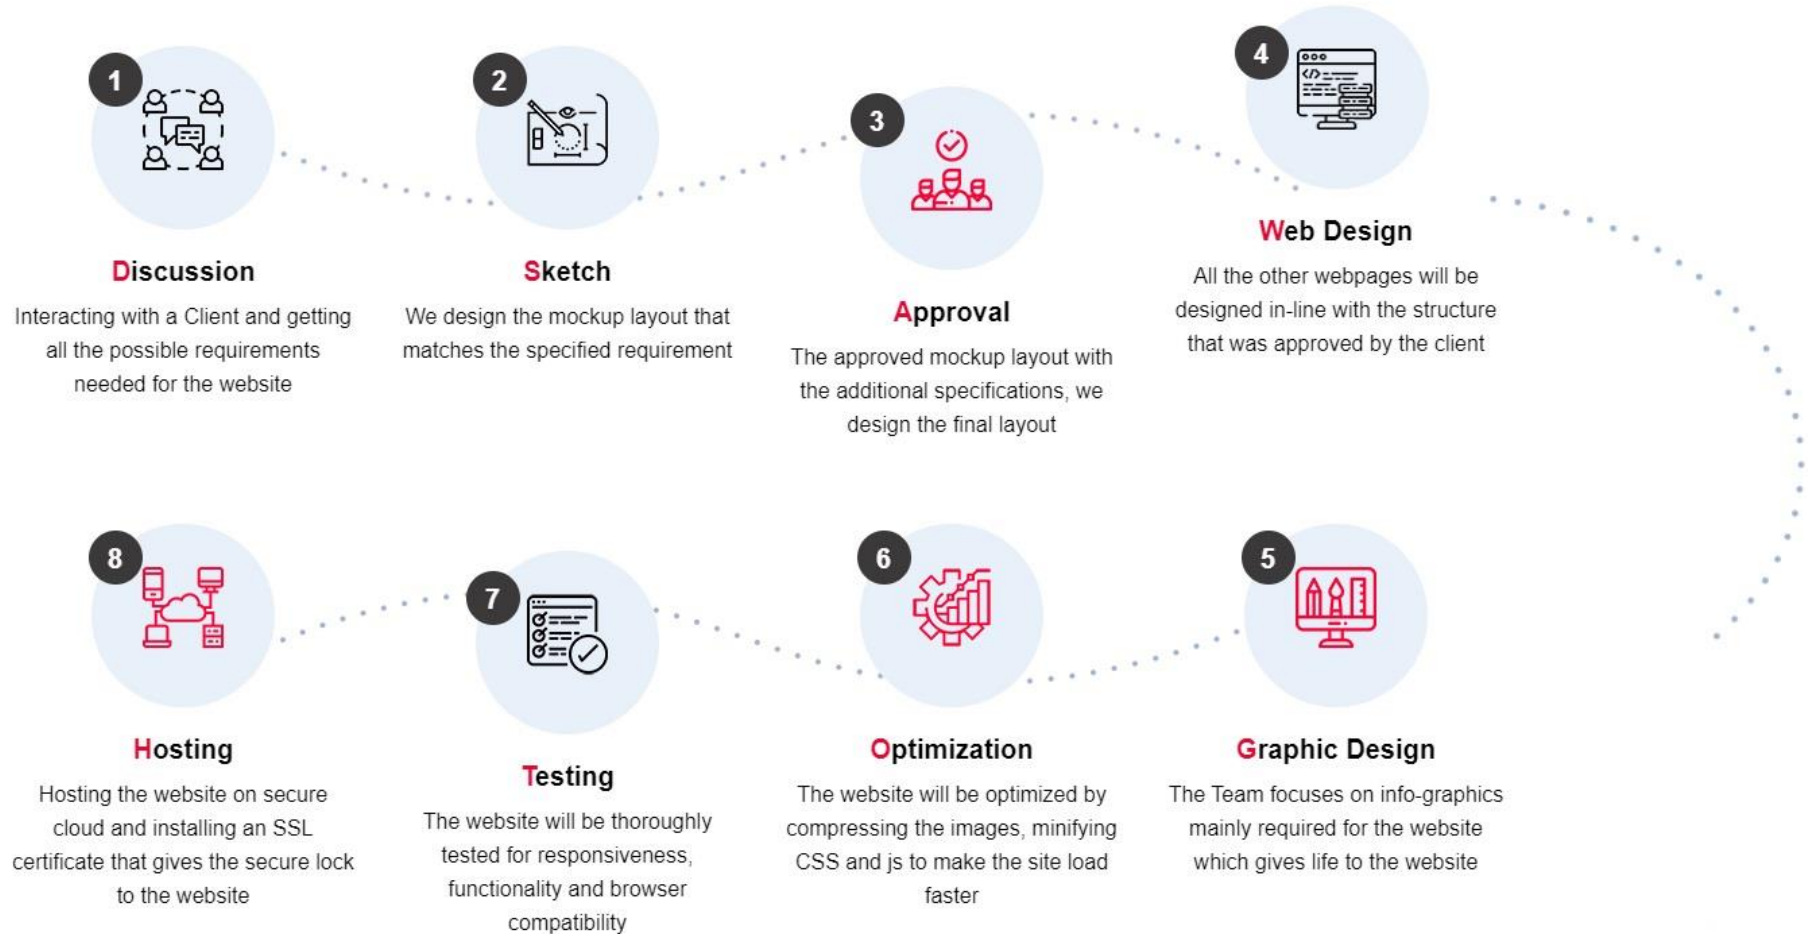 1
Discussion
Interacting with a Client and getting
all the possible requirements
needed for the website
2
Sketch
We design the mockup layout that
matches the specified requirement
3
Approval
The approved mockup layout with
the additional specifications, we
design the final layout
4
Web Design
All the other webpages will be
designed in-line with the structure
that was approved by the client
5
Graphic Design
The Team focuses on info-graphics
mainly required for the website
which gives life to the website
6
Optimization
The website will be optimized by
compressing the images, minifying
CSS and js to make the site load
faster
7
Testing
The website will be thoroughly
tested for responsiveness,
functionality and browser
compatibility
8
Hosting
Hosting the website on secure
cloud and installing an SSL
certificate that gives the secure lock
to the website